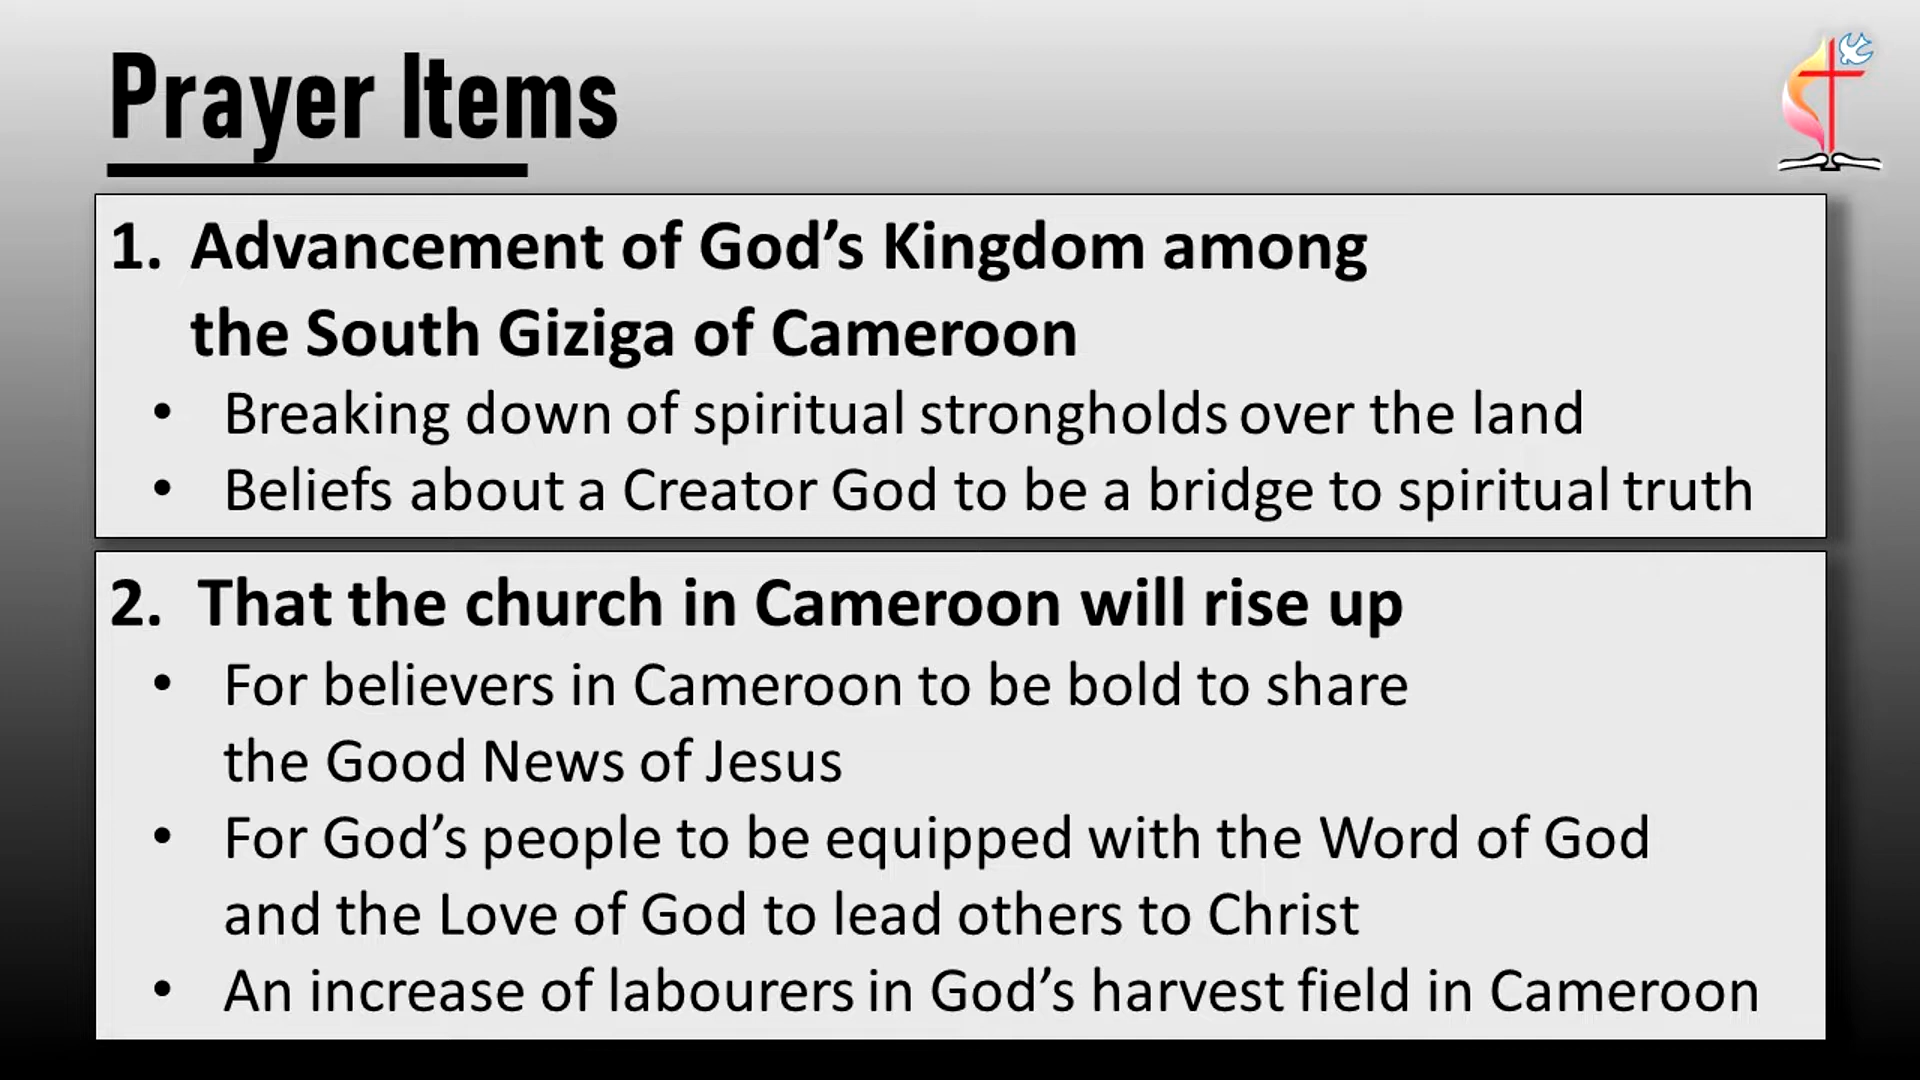 Prayer Items
1. Advancement of God’s Kingdom among
the South Giziga of Cameroon
• Breaking down of spiritual strongholds over the land
• Beliefs about a Creator God to be a bridge to spiritual truth
2. That the church in Cameroon will rise up
• For believers in Cameroon to be bold to share
the Good News of Jesus
• For God’s people to be equipped with the Word of God
and the Love of God to lead others to Christ
• An increase of labourers in God’s harvest field in Cameroon